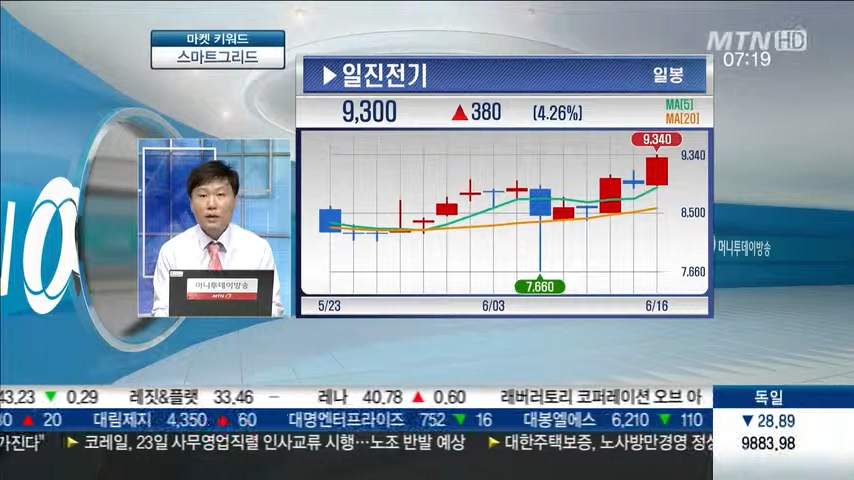 마켓 키워드
스마트그리드
MTN HD
07:19
▶일진전기 일봉
9,300 ▲380 (4.26%) MA[5]
MA[20]
9.340
9.340
8.500
7.660
7.660
5/23 6/03 6/16
머니투데이방송
MTN
머니투데이방송
43,23 ▼ 0,29 레짓&플랫 33,46 – 레나 40,78 ▲ 0,60 래버러토리 코퍼레이션 오브 아
80 ▲ 20 대림제지 4,350 ▲ 60 대명엔터프라이즈 752 ▼ 16 대봉엘에스 6,210 ▼ 110
가진다" ▶ 코레일, 23일 사무영업직렬 인사교류 시행…노조 반발 예상 ▶ 대한주택보증, 노사방만경영 정상
독일
▼28,89
9883,98